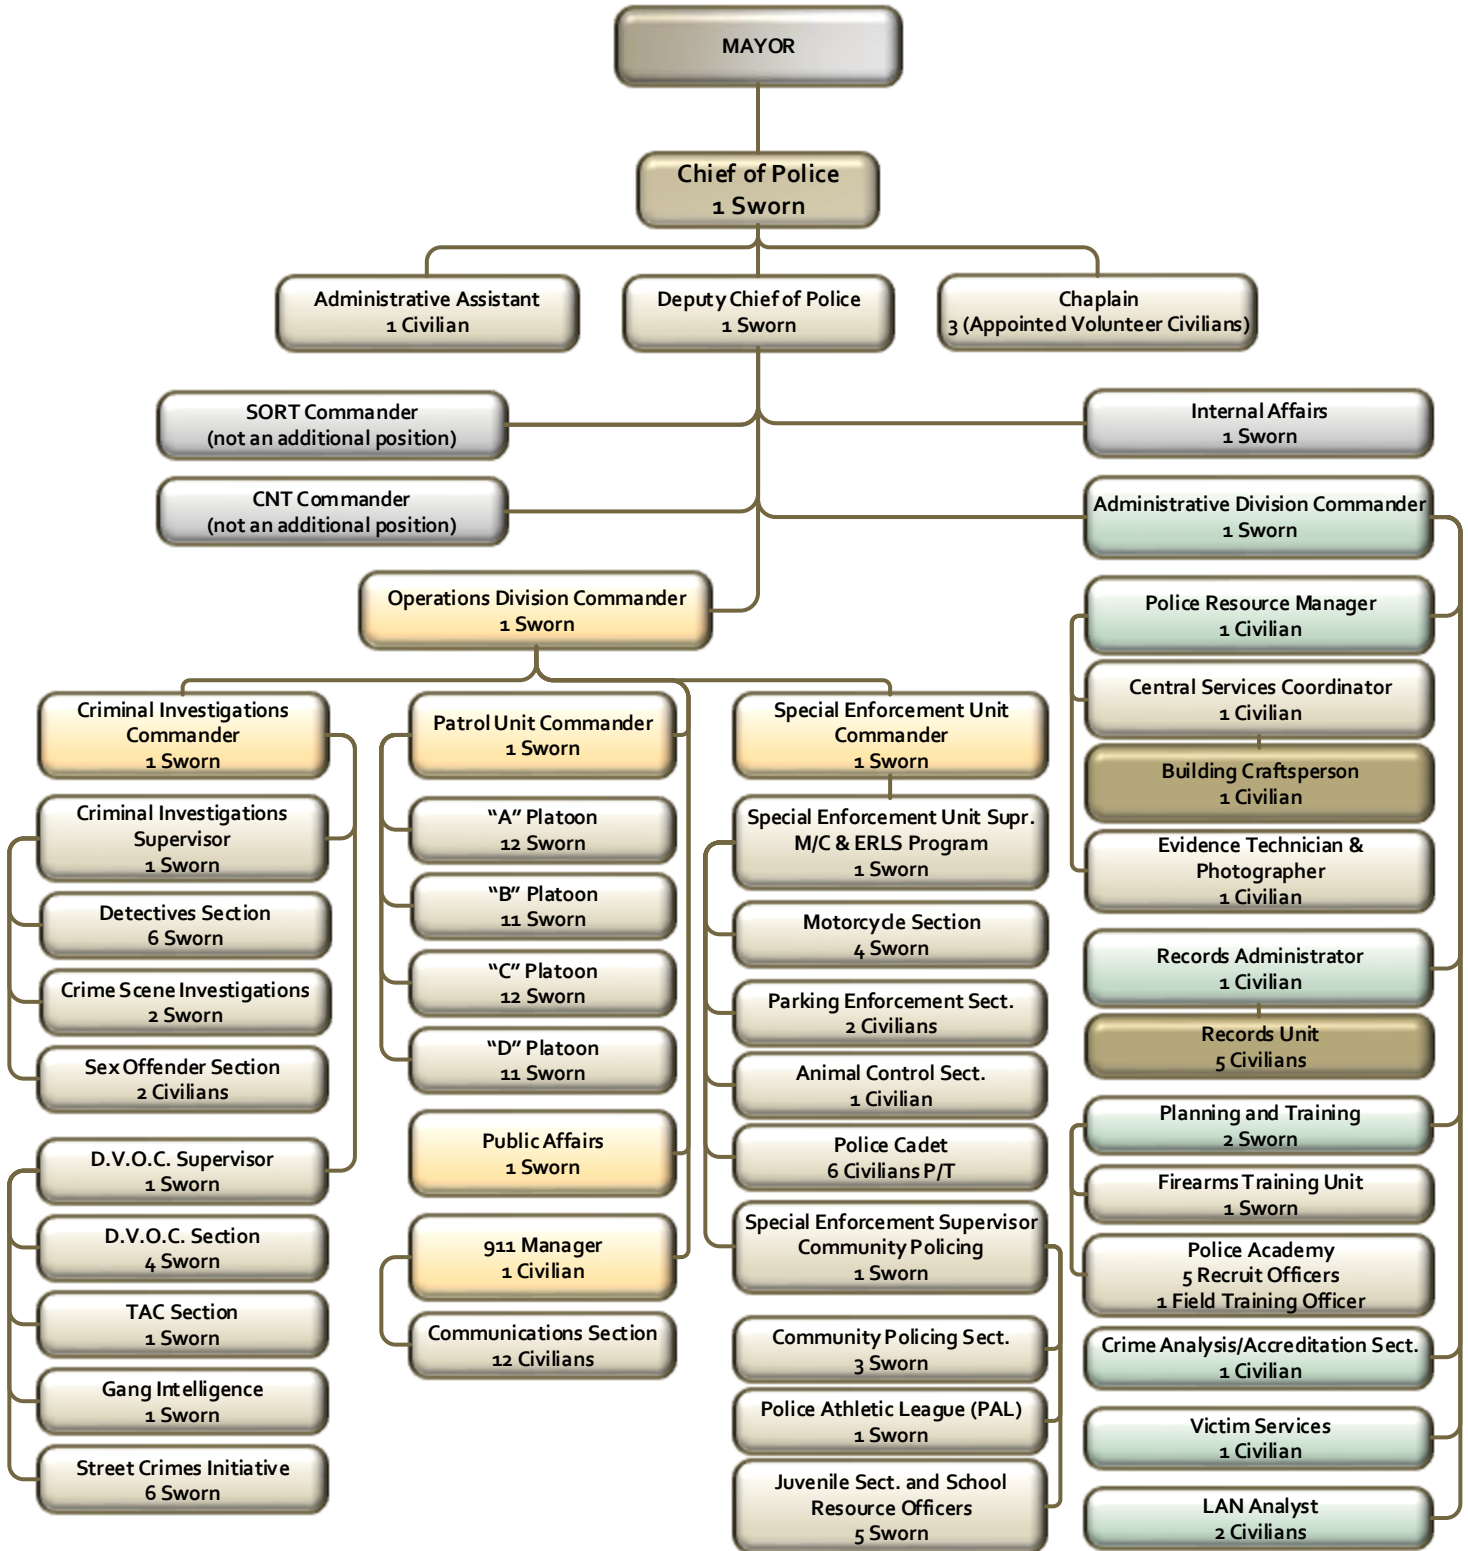 MAYOR
Chief of Police
1 Sworn
Administrative Assistant
1 Civilian
Deputy Chief of Police
1 Sworn
Chaplain
3 (Appointed Volunteer Civilians)
SORT Commander
(not an additional position)
CNT Commander
(not an additional position)
Internal Affairs
1 Sworn
Administrative Division Commander
1 Sworn
Operations Division Commander
1 Sworn
Criminal Investigations
Commander
1 Sworn
Criminal Investigations
Supervisor
1 Sworn
Detectives Section
6 Sworn
Crime Scene Investigations
2 Sworn
Sex Offender Section
2 Civilians
D.V.O.C. Supervisor
1 Sworn
D.V.O.C. Section
4 Sworn
TAC Section
1 Sworn
Gang Intelligence
1 Sworn
Street Crimes Initiative
6 Sworn
Patrol Unit Commander
1 Sworn
“A” Platoon
12 Sworn
“B” Platoon
11 Sworn
“C” Platoon
12 Sworn
“D” Platoon
11 Sworn
Public Affairs
1 Sworn
911 Manager
1 Civilian
Communications Section
12 Civilians
Special Enforcement Unit
Commander
1 Sworn
Special Enforcement Unit Supr.
M/C & ERLS Program
1 Sworn
Motorcycle Section
4 Sworn
Parking Enforcement Sect.
2 Civilians
Animal Control Sect.
1 Civilian
Police Cadet
6 Civilians P/T
Special Enforcement Supervisor
Community Policing
1 Sworn
Community Policing Sect.
3 Sworn
Police Athletic League (PAL)
1 Sworn
Juvenile Sect. and School
Resource Officers
5 Sworn
Police Resource Manager
1 Civilian
Central Services Coordinator
1 Civilian
Building Craftsperson
1 Civilian
Evidence Technician &
Photographer
1 Civilian
Records Administrator
1 Civilian
Records Unit
5 Civilians
Planning and Training
2 Sworn
Firearms Training Unit
1 Sworn
Police Academy
5 Recruit Officers
1 Field Training Officer
Crime Analysis/Accreditation Sect.
1 Civilian
Victim Services
1 Civilian
LAN Analyst
2 Civilians